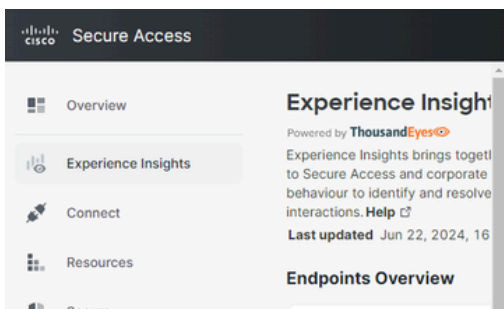 CISCO Secure Access
Overview
Experience Insights
Connect
Resources
Experience Insight
Powered by ThousandEyes
Experience Insights brings togetl
to Secure Access and corporate
behaviour to identify and resolve
interactions. Help
Last updated Jun 22, 2024, 16
Endpoints Overview